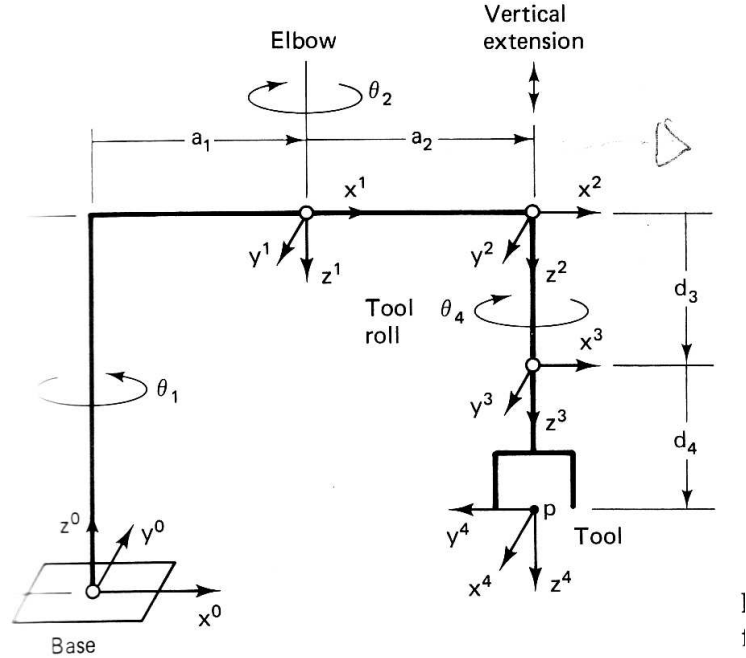 Vertical
extension
Elbow
θ2
a1
a2
x1
x2
y1
z1
y2
z2
Tool
roll
θ4
d3
x3
θ1
y3
z3
d4
z0
y0
p
y4
Tool
x4
z4
x0
Base